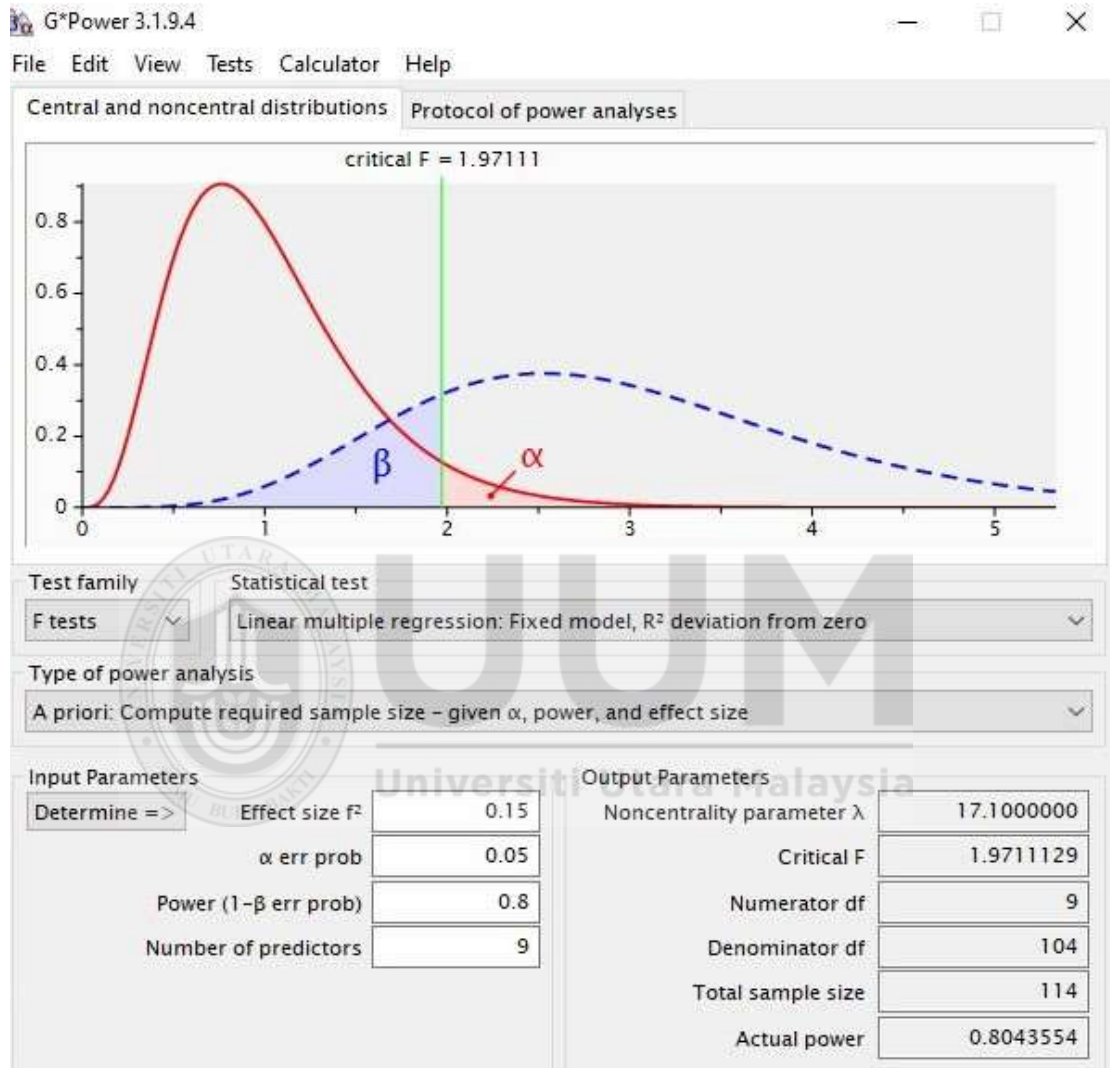 G*Power 3.1.9.4
File Edit View Tests Calculator Help
Central and noncentral distributions Protocol of power analyses
critical F = 1.97111
0.8
0.6
0.4
0.2
0
β
α
0 1 2 3 4 5
Test family Statistical test
F tests Linear multiple regression: Fixed model, R² deviation from zero
Type of power analysis
A priori: Compute required sample size – given α, power, and effect size
UUM
Universiti Utara Malaysia
Input Parameters Output Parameters
Determine => Effect size f² 0.15 Noncentrality parameter λ 17.1000000
α err prob 0.05 Critical F 1.9711129
Power (1-β err prob) 0.8 Numerator df 9
Number of predictors 9 Denominator df 104
Total sample size 114
Actual power 0.8043554